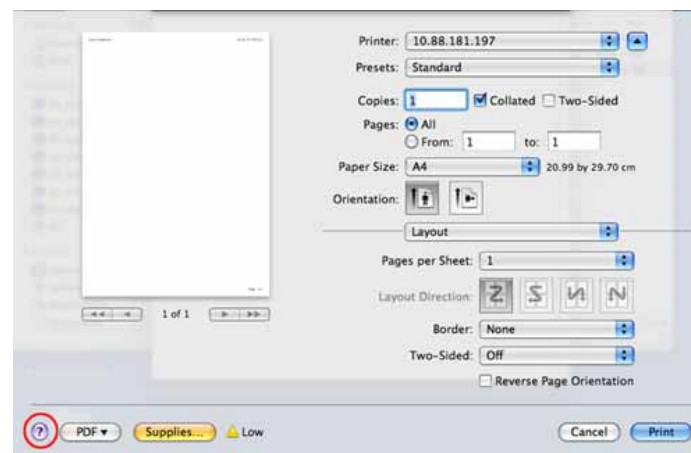 Printer: 10.88.181.197
Presets: Standard
Copies: 1 Collated Two-Sided
Pages: All
From: 1 to: 1
Paper Size: A4 20.99 by 29.70 cm
Orientation:
Layout
Pages per Sheet: 1
Layout Direction:
Border: None
Two-Sided: Off
Reverse Page Orientation
1 of 1
? PDF Supplies... Low Cancel Print